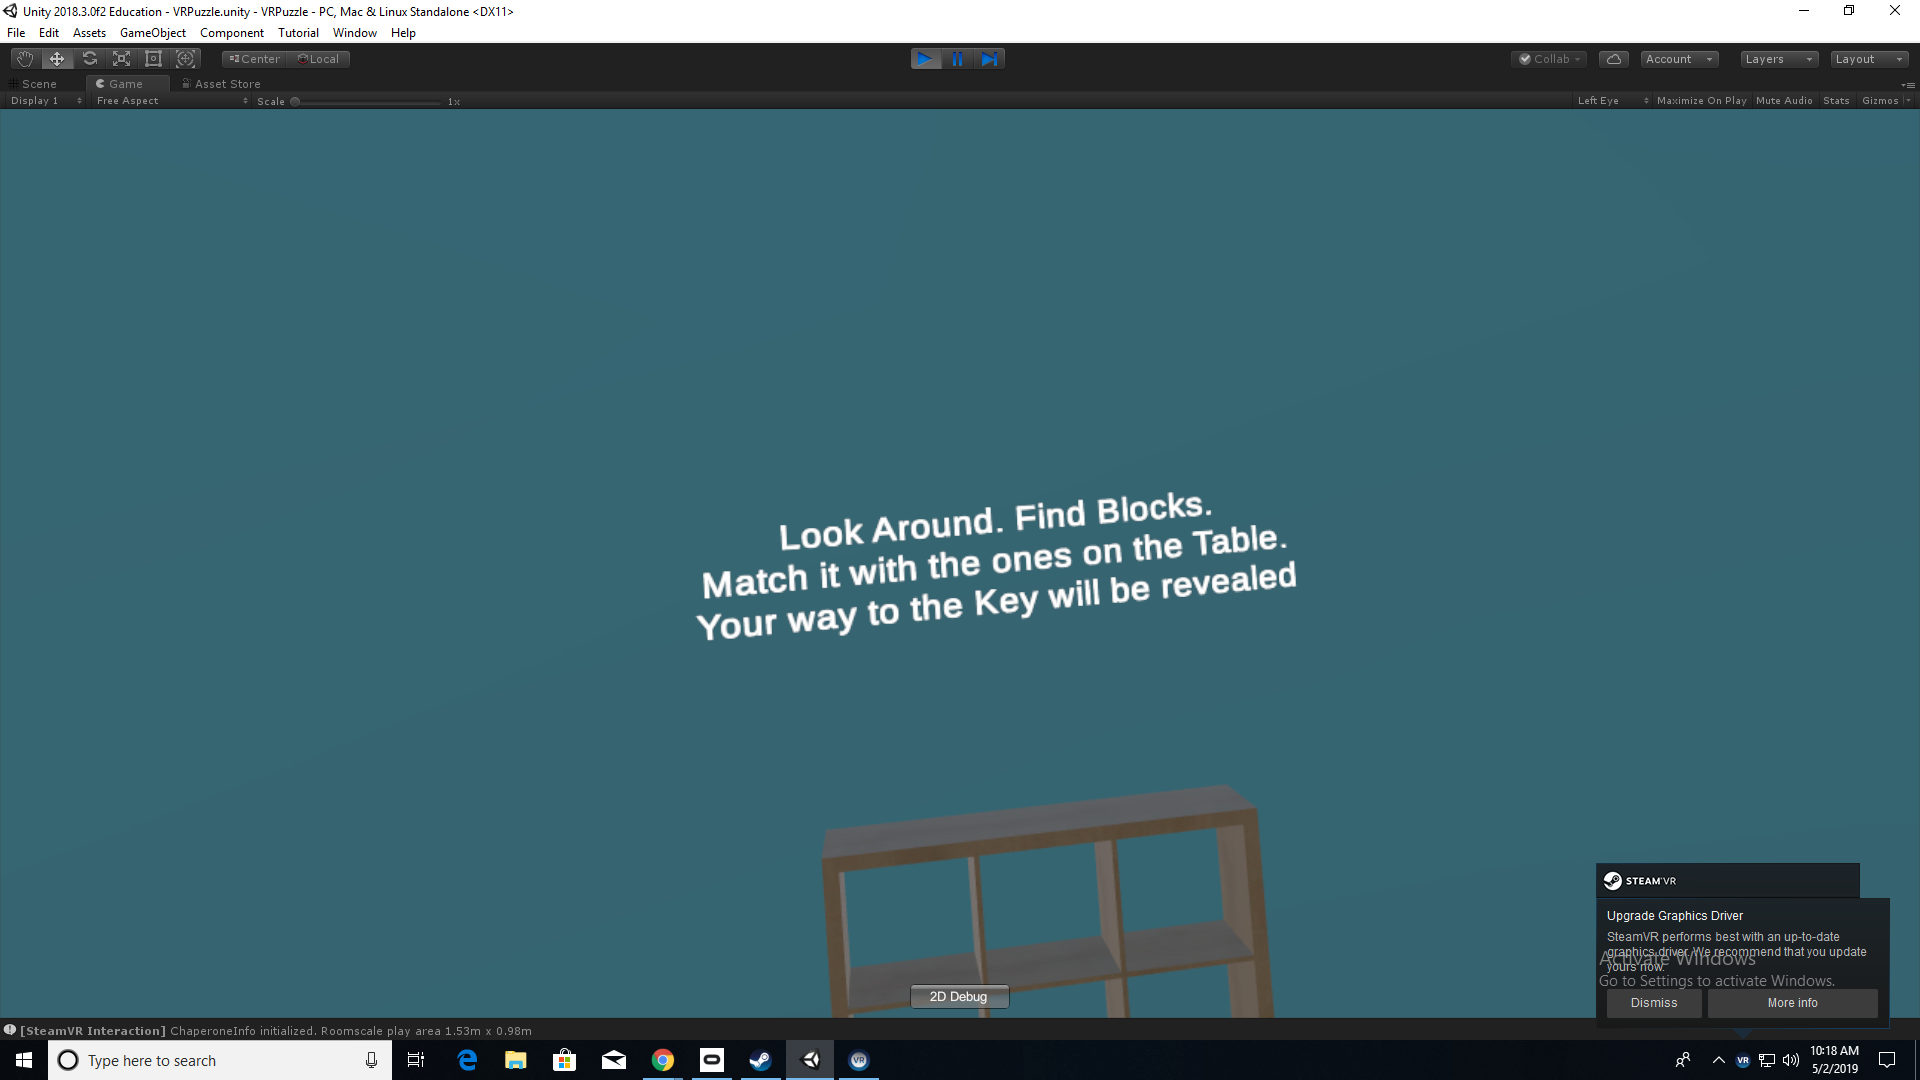 Unity 2018.3.0f2 Education - VRPuzzle.unity - VRPuzzle - PC, Mac & Linux Standalone <DX11>
File Edit Assets GameObject Component Tutorial Window Help
Center Local Collab Account Layers Layout
Scene Game Asset Store
Display 1 Free Aspect Scale 1x Left Eye Maximize On Play Mute Audio Stats Gizmos
Look Around. Find Blocks.
Match it with the ones on the Table.
Your way to the Key will be revealed
2D Debug
STEAMVR
Upgrade Graphics Driver
SteamVR performs best with an up-to-date
graphics driver. We recommend that you update
yours now.
Activate Windows
Go to Settings to activate Windows.
Dismiss More info
[SteamVR Interaction] ChaperoneInfo initialized. Roomscale play area 1.53m x 0.98m
Type here to search
VR
VR
10:18 AM
5/2/2019